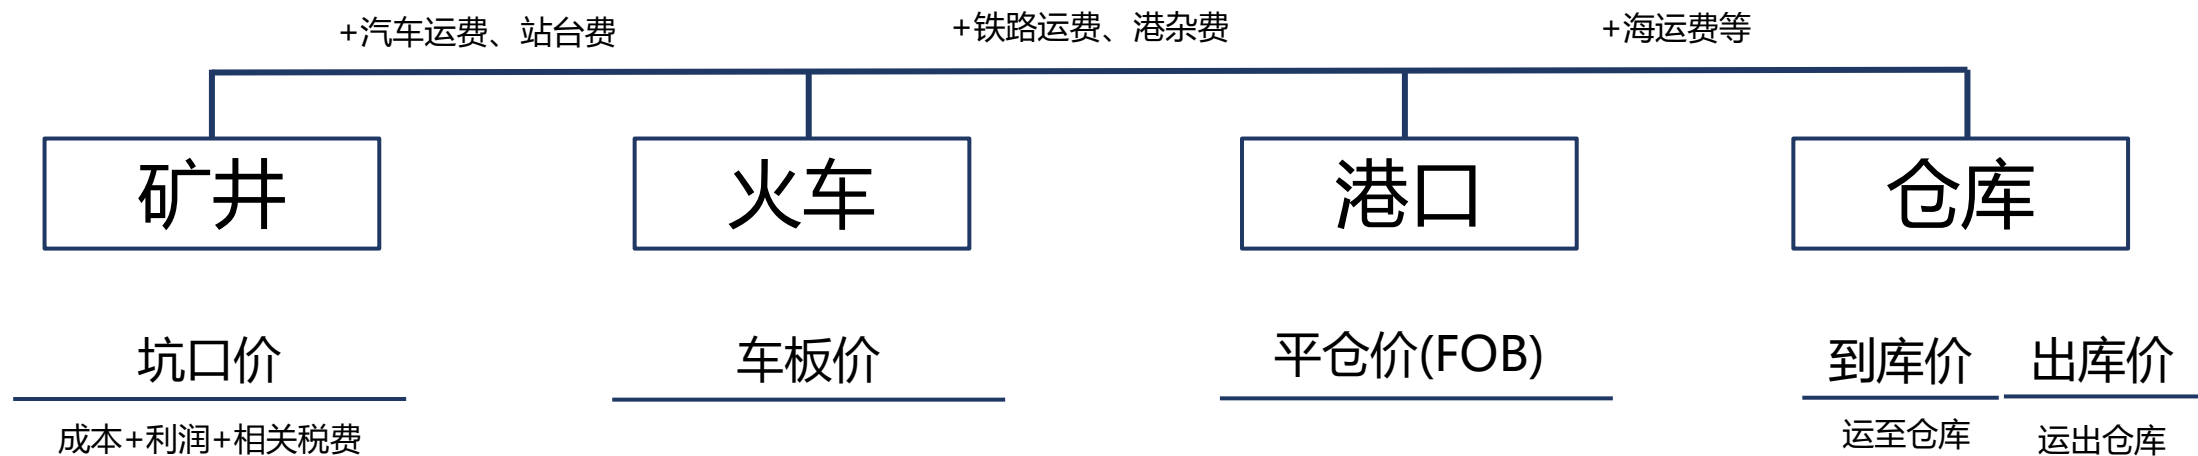 +汽车运费、站台费
+铁路运费、港杂费
+海运费等
矿井
火车
港口
仓库
坑口价
车板价
平仓价(FOB)
到库价
出库价
成本+利润+相关税费
运至仓库
运出仓库